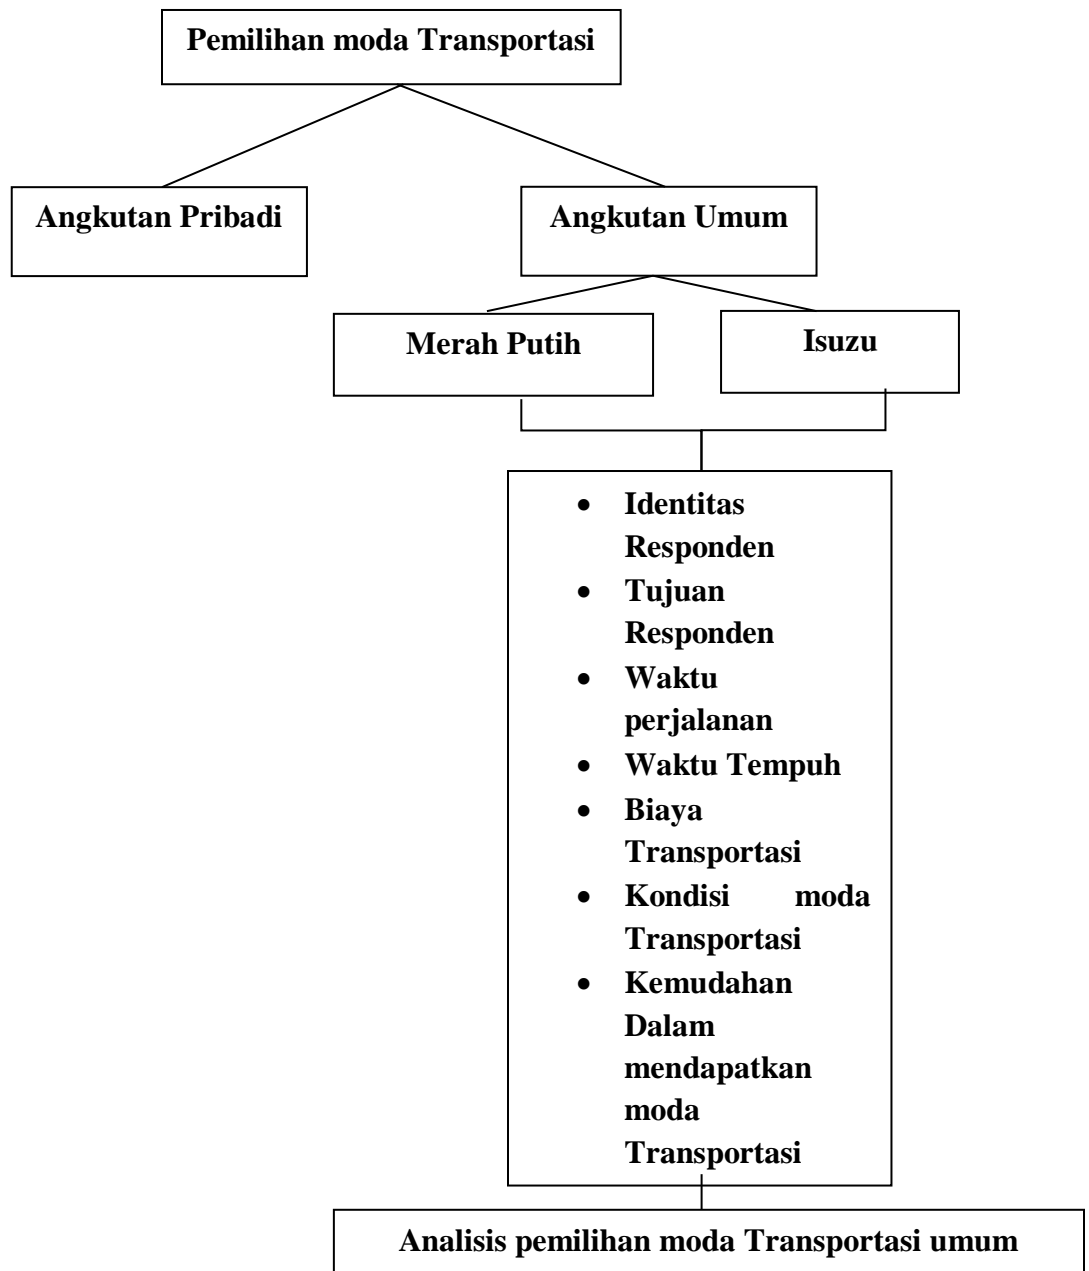 Pemilihan moda Transportasi
Angkutan Pribadi
Angkutan Umum
Merah Putih
Isuzu
• Identitas
Responden
• Tujuan
Responden
• Waktu
perjalanan
• Waktu Tempuh
• Biaya
Transportasi
• Kondisi moda
Transportasi
• Kemudahan
Dalam
mendapatkan
moda
Transportasi
Analisis pemilihan moda Transportasi umum